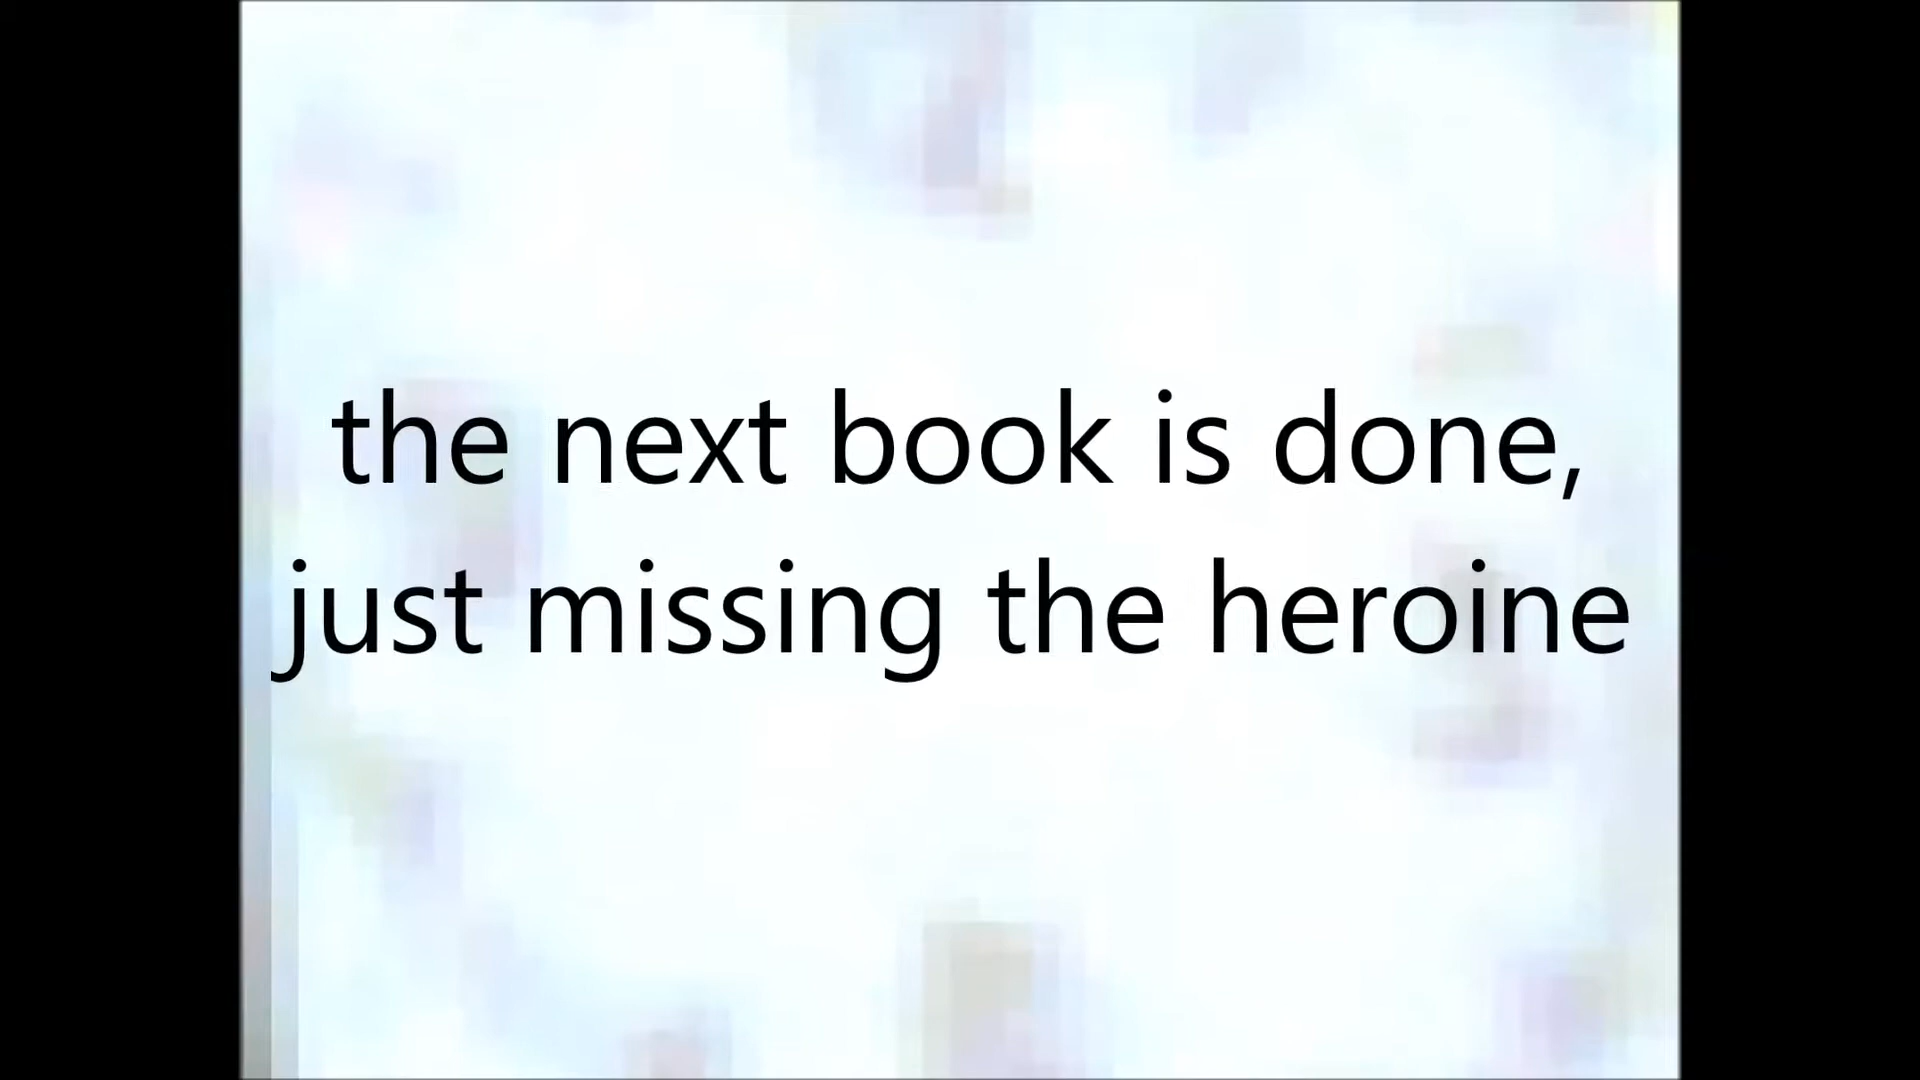 the next book is done,
just missing the heroine